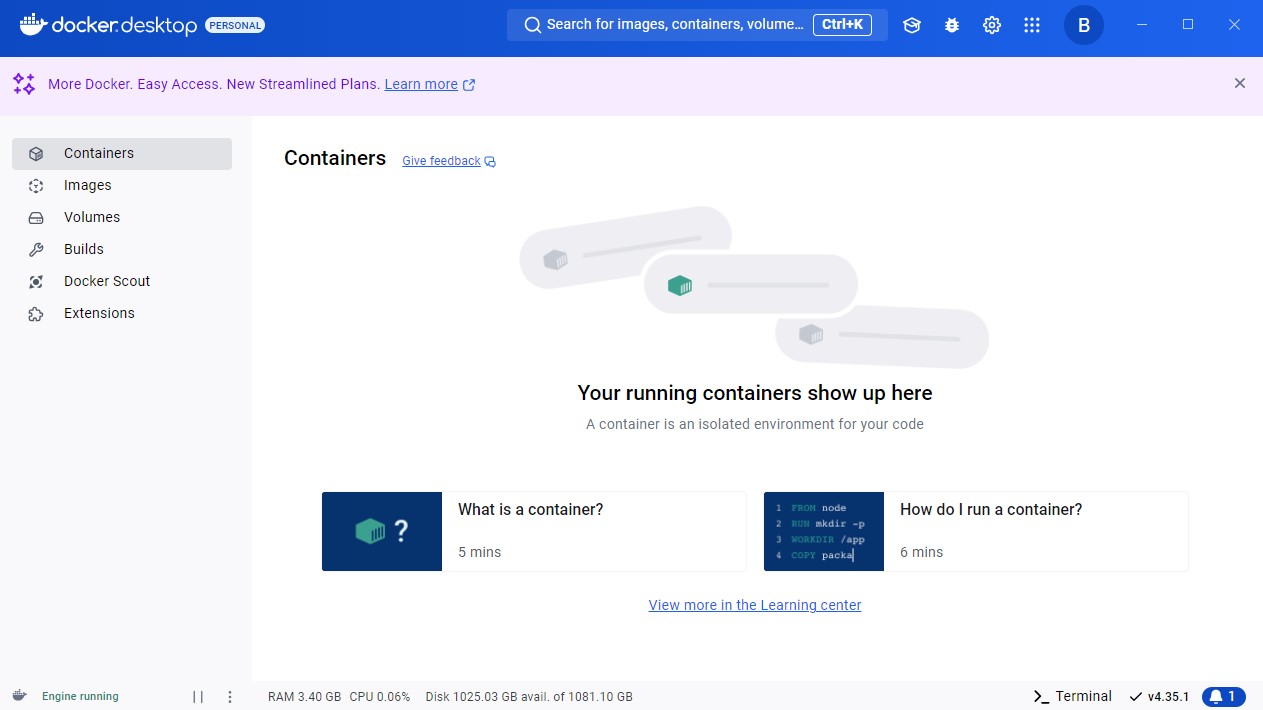 docker.desktop PERSONAL
Search for images, containers, volume... Ctrl+K
B
More Docker. Easy Access. New Streamlined Plans. Learn more
Containers
Images
Volumes
Builds
Docker Scout
Extensions
Containers Give feedback
Your running containers show up here
A container is an isolated environment for your code
?
What is a container?
5 mins
1 FROM node
2 RUN mkdir -p
3 WORKDIR /app
4 COPY packa
How do I run a container?
6 mins
View more in the Learning center
Engine running
RAM 3.40 GB CPU 0.06% Disk 1025.03 GB avail. of 1081.10 GB
Terminal
v4.35.1
1